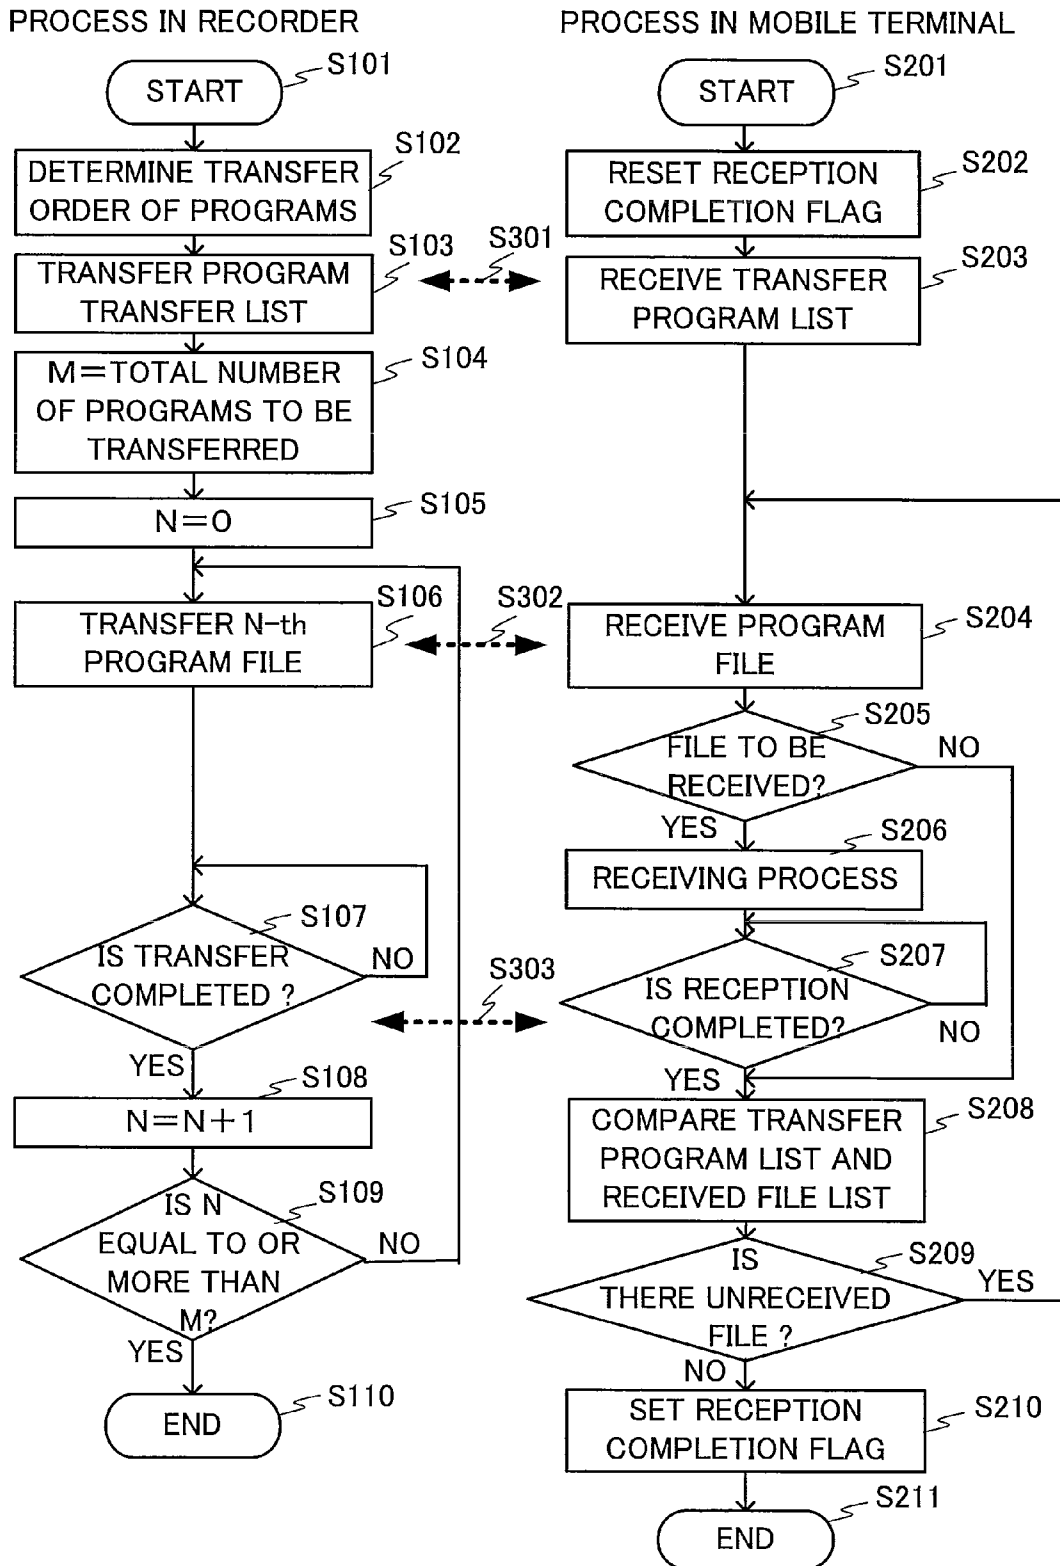 PROCESS IN RECORDER
S101
START
S102
DETERMINE TRANSFER
ORDER OF PROGRAMS
S103
TRANSFER PROGRAM
TRANSFER LIST
S104
M=TOTAL NUMBER
OF PROGRAMS TO BE
TRANSFERRED
S105
N=0
S106
TRANSFER N-th
PROGRAM FILE
S107
IS TRANSFER
COMPLETED ?
NO
YES
S108
N=N+1
S109
IS N
EQUAL TO OR
MORE THAN
M?
NO
YES
S110
END
S301
S302
S303
PROCESS IN MOBILE TERMINAL
S201
START
S202
RESET RECEPTION
COMPLETION FLAG
S203
RECEIVE TRANSFER
PROGRAM LIST
S204
RECEIVE PROGRAM
FILE
S205
FILE TO BE
RECEIVED?
NO
YES
S206
RECEIVING PROCESS
S207
IS RECEPTION
COMPLETED?
NO
YES
S208
COMPARE TRANSFER
PROGRAM LIST AND
RECEIVED FILE LIST
S209
IS
THERE UNRECEIVED
FILE ?
YES
NO
S210
SET RECEPTION
COMPLETION FLAG
S211
END